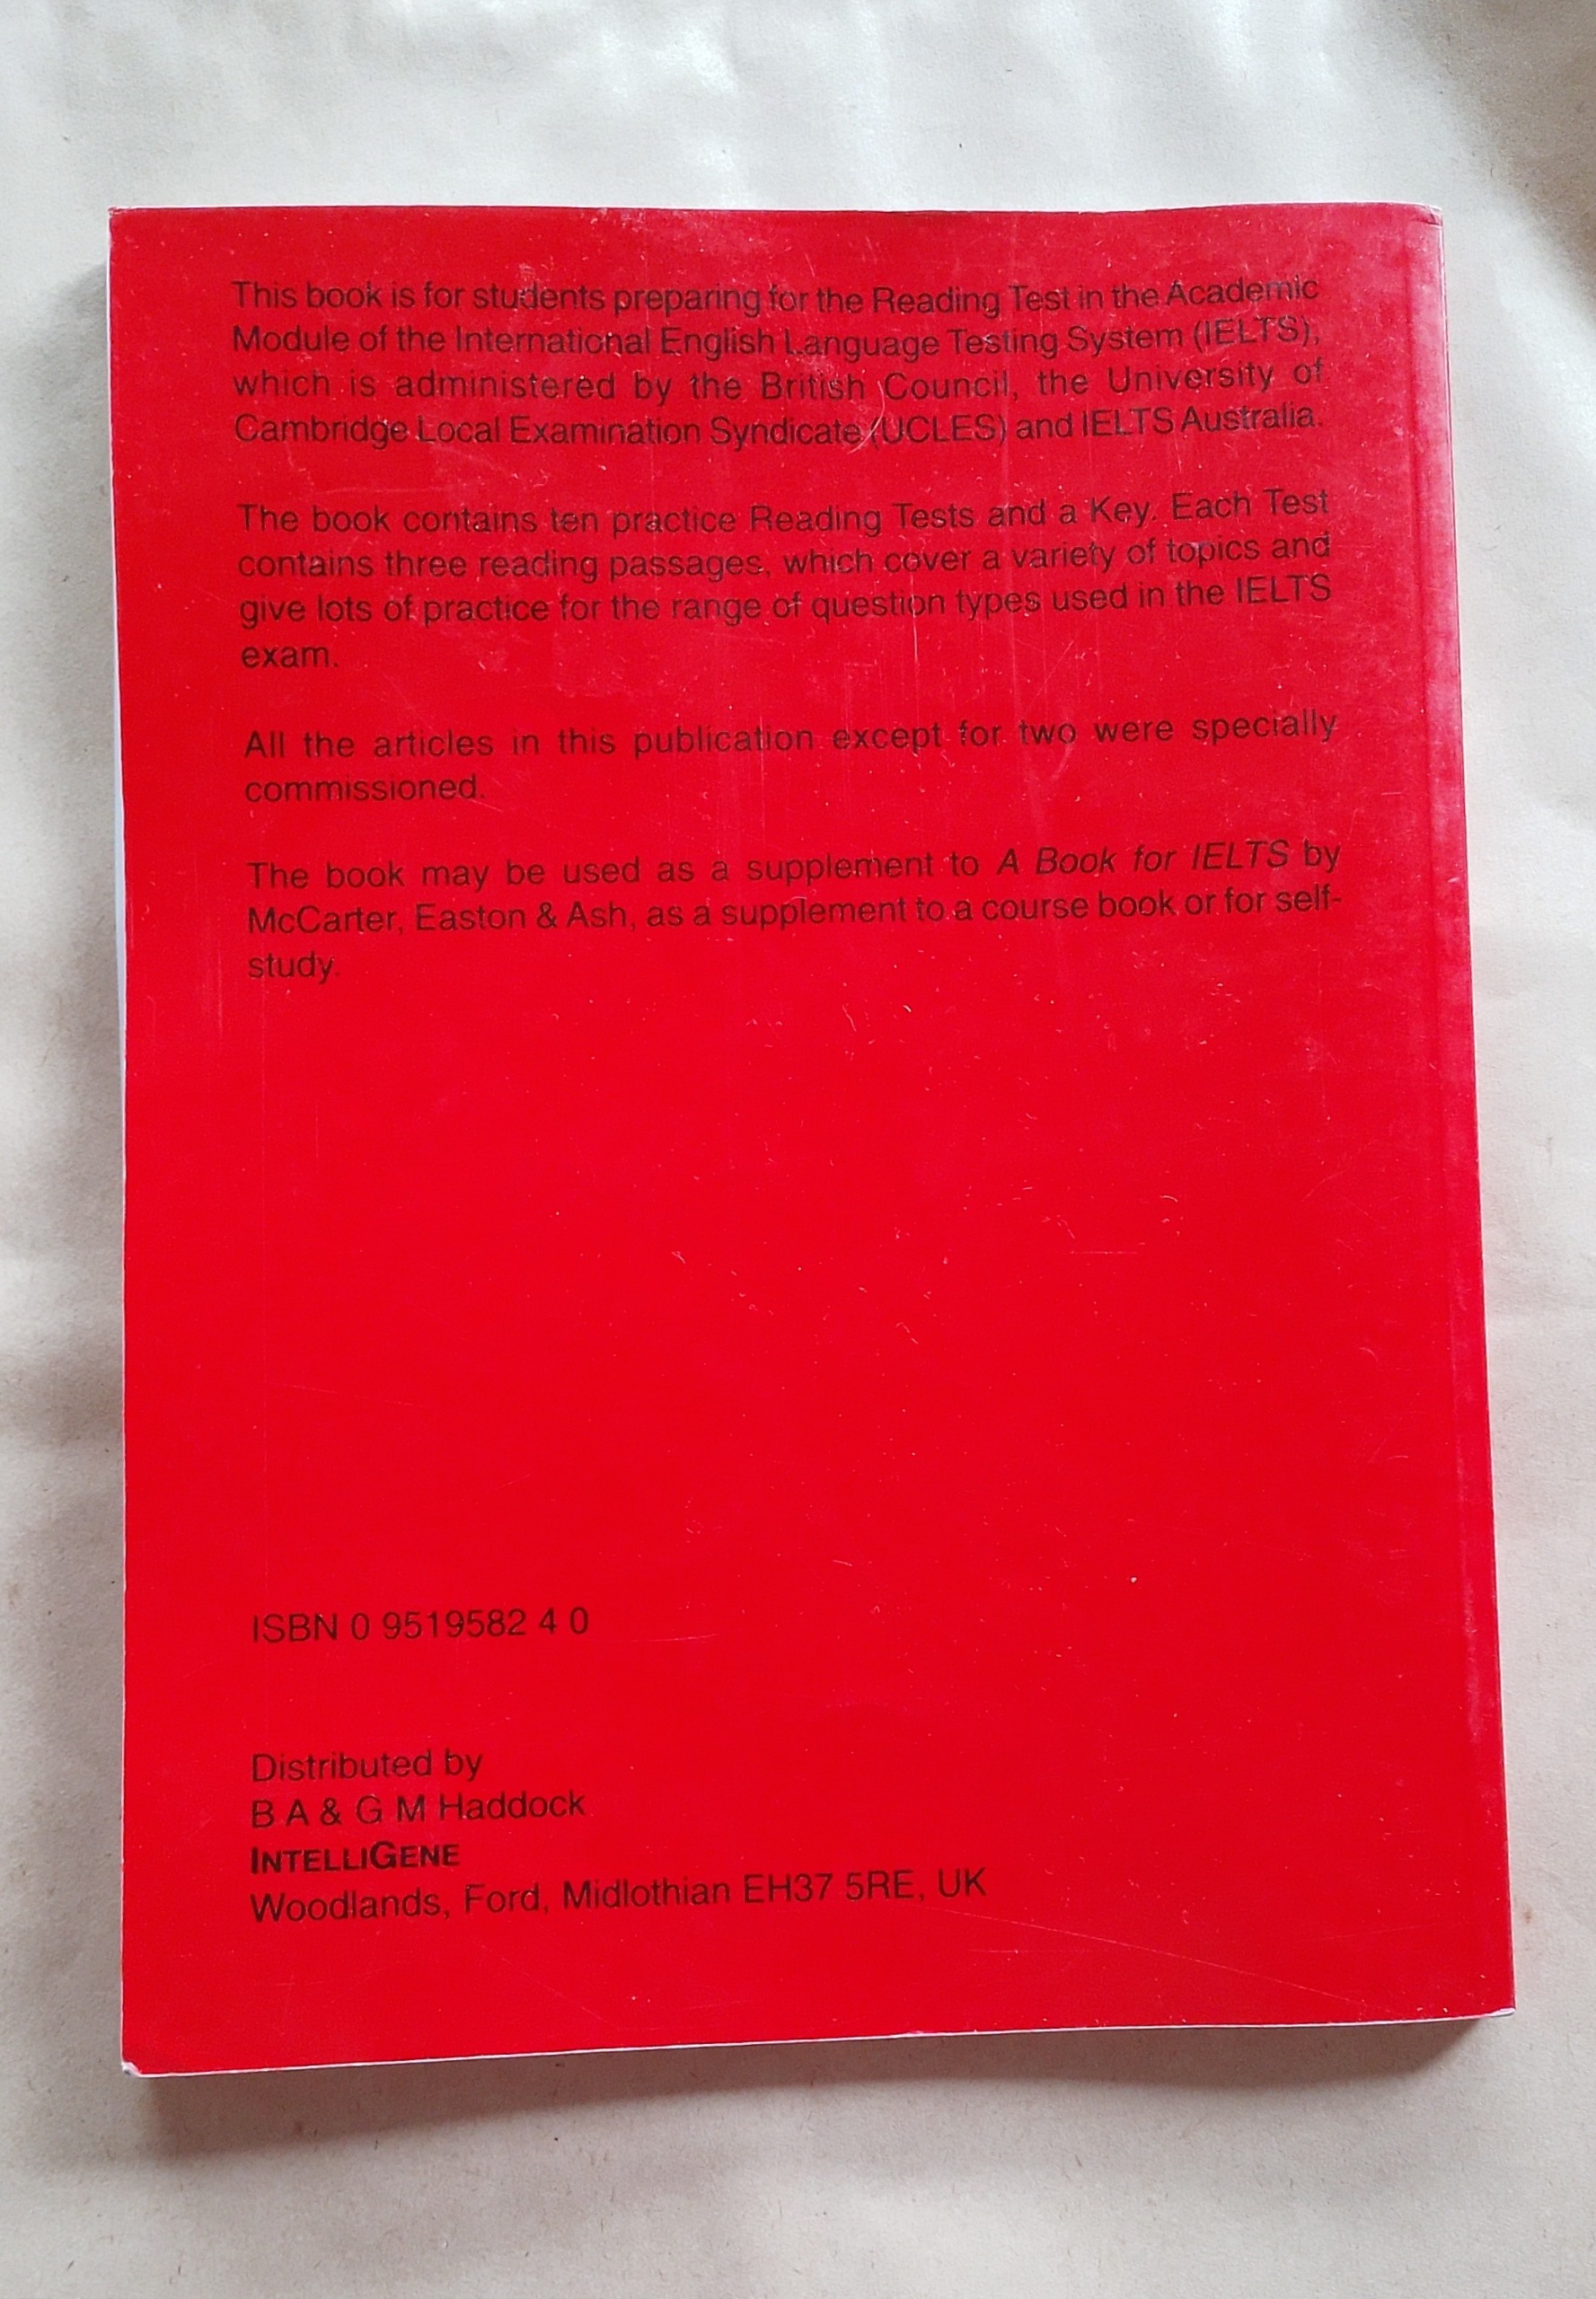 This book is for students preparing for the Reading Test in the Academic
Module of the International English Language Testing System (IELTS),
which is administered by the British Council, the University of
Cambridge Local Examination Syndicate (UCLES) and IELTS Australia.
The book contains ten practice Reading Tests and a Key. Each Test
contains three reading passages, which cover a variety of topics and
give lots of practice for the range of question types used in the IELTS
exam.
All the articles in this publication except for two were specially
commissioned.
The book may be used as a supplement to A Book for IELTS by
McCarter, Easton & Ash, as a supplement to a course book or for self-
study.
ISBN 0 9519582 4 0
Distributed by
B A & G M Haddock
INTELLIGENE
Woodlands, Ford, Midlothian EH37 5RE, UK